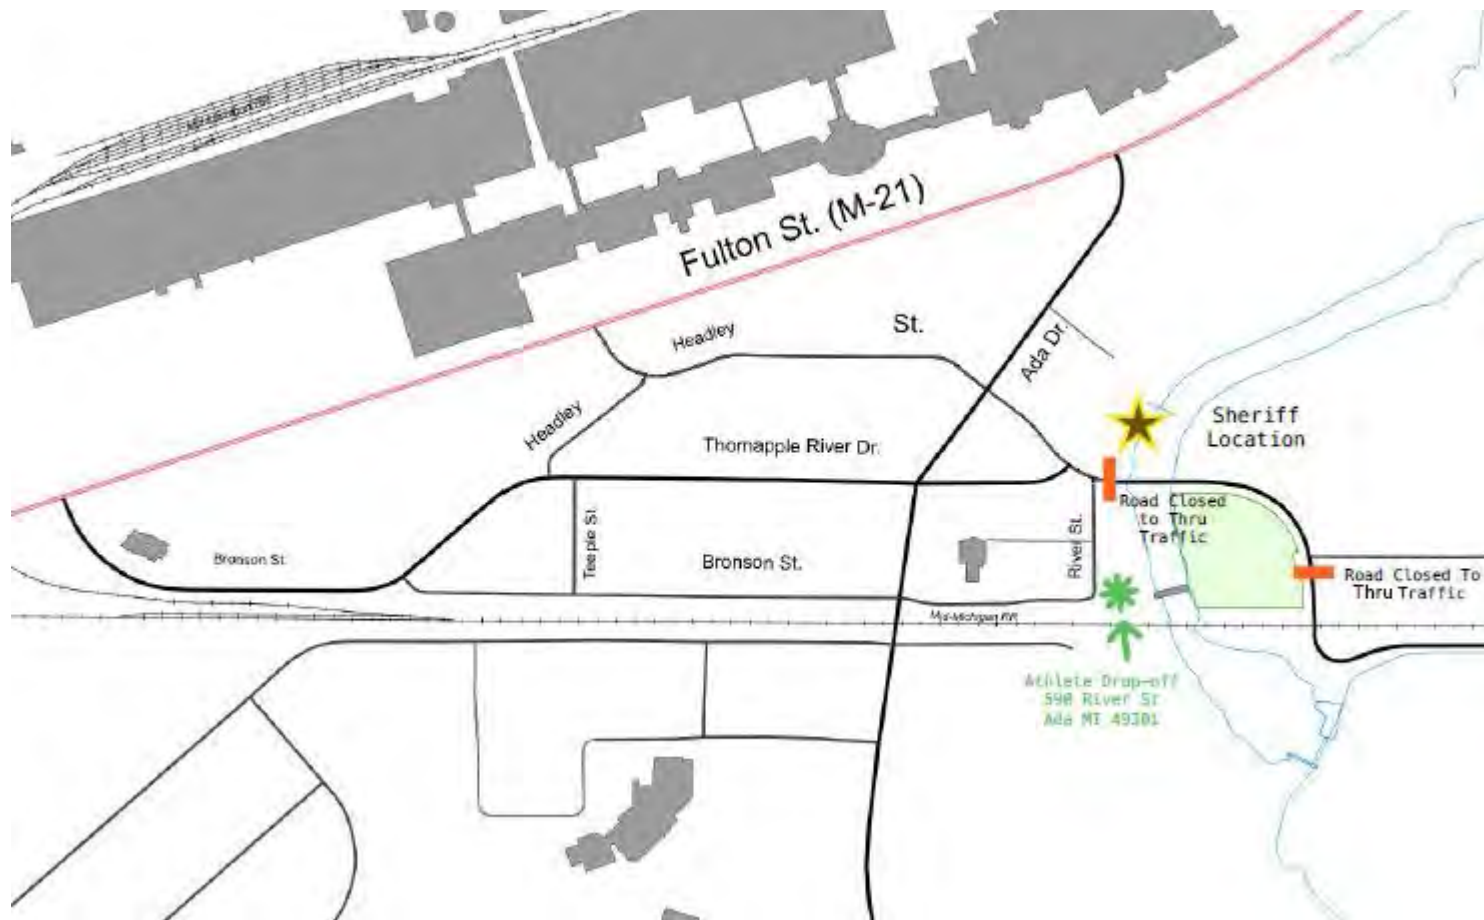 Fulton St. (M-21)
Headley
St.
Ada Dr.
Headley
Thornapple River Dr.
Sheriff
Location
Road Closed
to Thru
Traffic
Teeple St.
River St.
Bronson St.
Bronson St.
Road Closed To
Thru Traffic
Mid-Michigan RR
Athlete Drop-off
590 River St
Ada MI 49301